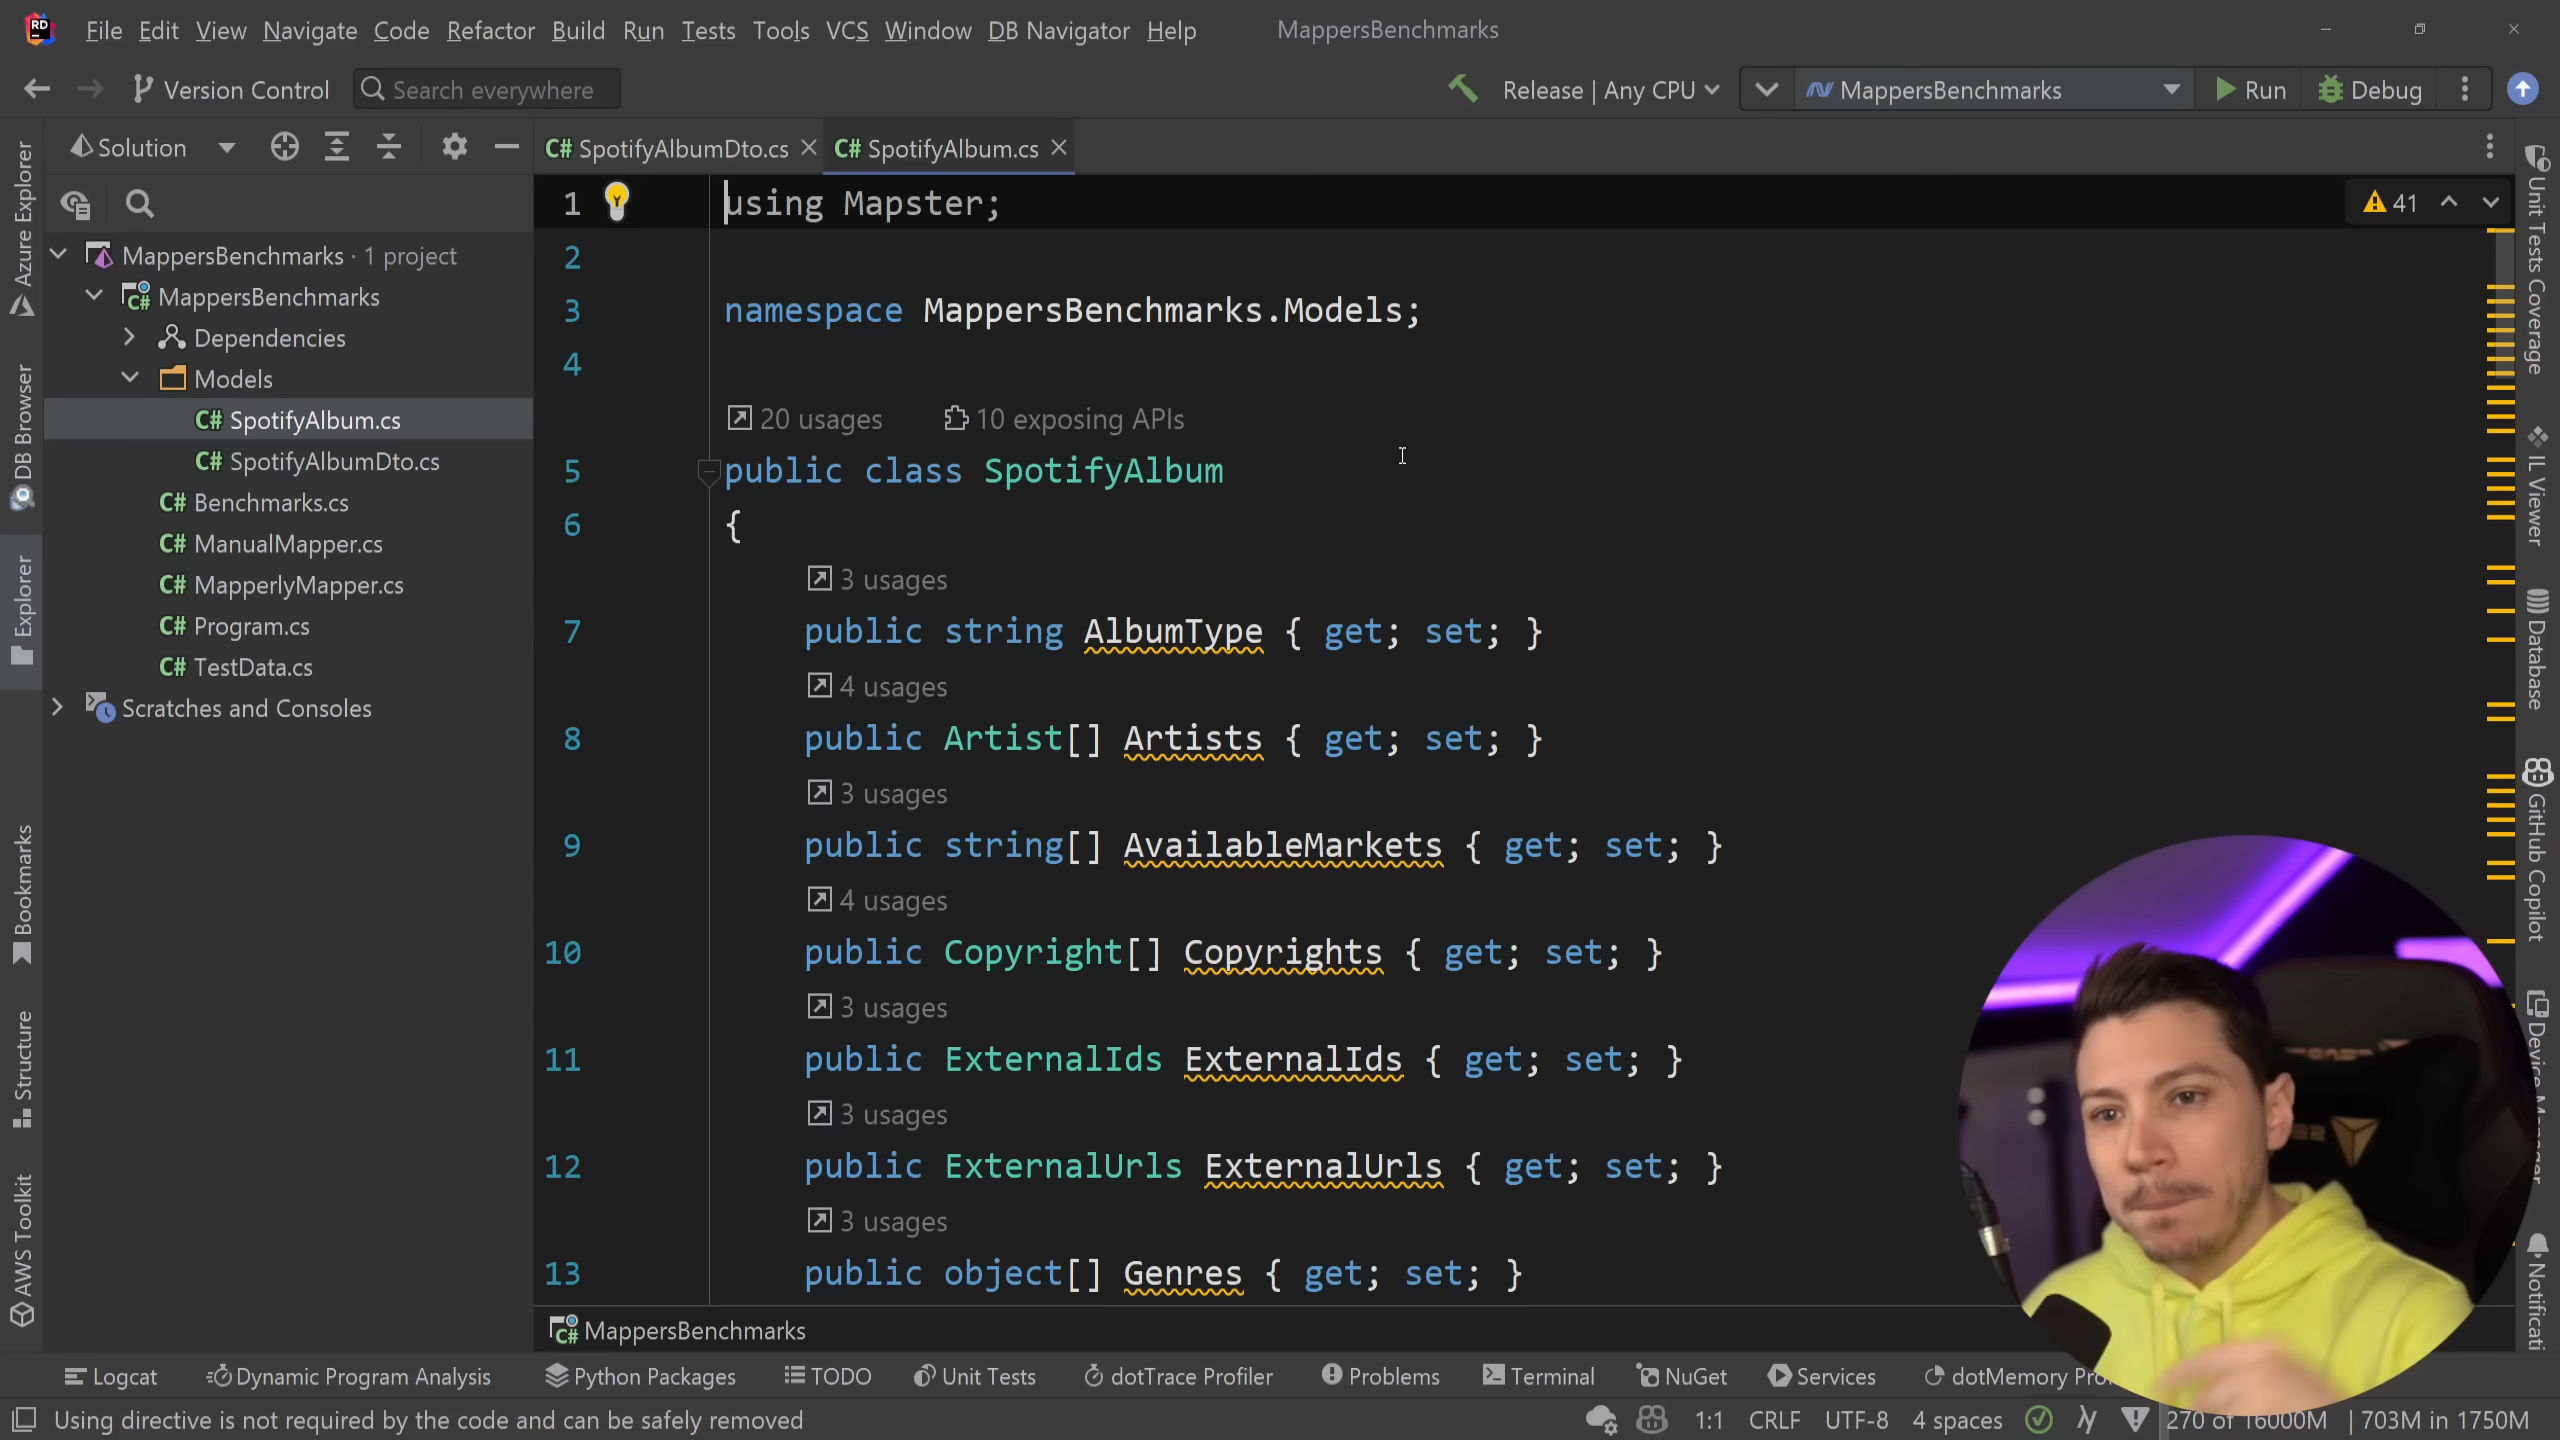 File Edit View Navigate Code Refactor Build Run Tests Tools VCS Window DB Navigator Help MappersBenchmarks
Version Control Search everywhere Release | Any CPU MappersBenchmarks Run Debug
Solution
SpotifyAlbumDto.cs
SpotifyAlbum.cs
MappersBenchmarks · 1 project
MappersBenchmarks
Dependencies
Models
C# SpotifyAlbum.cs
C# SpotifyAlbumDto.cs
C# Benchmarks.cs
C# ManualMapper.cs
C# MapperlyMapper.cs
C# Program.cs
C# TestData.cs
Scratches and Consoles
Azure Explorer
DB Browser
Explorer
Bookmarks
Structure
AWS Toolkit
1 using Mapster;
41
2
3 namespace MappersBenchmarks.Models;
4
20 usages 10 exposing APIs
5 public class SpotifyAlbum
6 {
3 usages
7 public string AlbumType { get; set; }
4 usages
8 public Artist[] Artists { get; set; }
3 usages
9 public string[] AvailableMarkets { get; set; }
4 usages
10 public Copyright[] Copyrights { get; set; }
3 usages
11 public ExternalIds ExternalIds { get; set; }
3 usages
12 public ExternalUrls ExternalUrls { get; set; }
3 usages
13 public object[] Genres { get; set; }
Unit Tests Coverage
IL Viewer
Database
GitHub Copilot
Device Manager
Notificati
MappersBenchmarks
Logcat Dynamic Program Analysis Python Packages TODO Unit Tests dotTrace Profiler Problems Terminal NuGet Services dotMemory Pro
Using directive is not required by the code and can be safely removed 1:1 CRLF UTF-8 4 spaces 270 of 16000M | 703M in 1750M